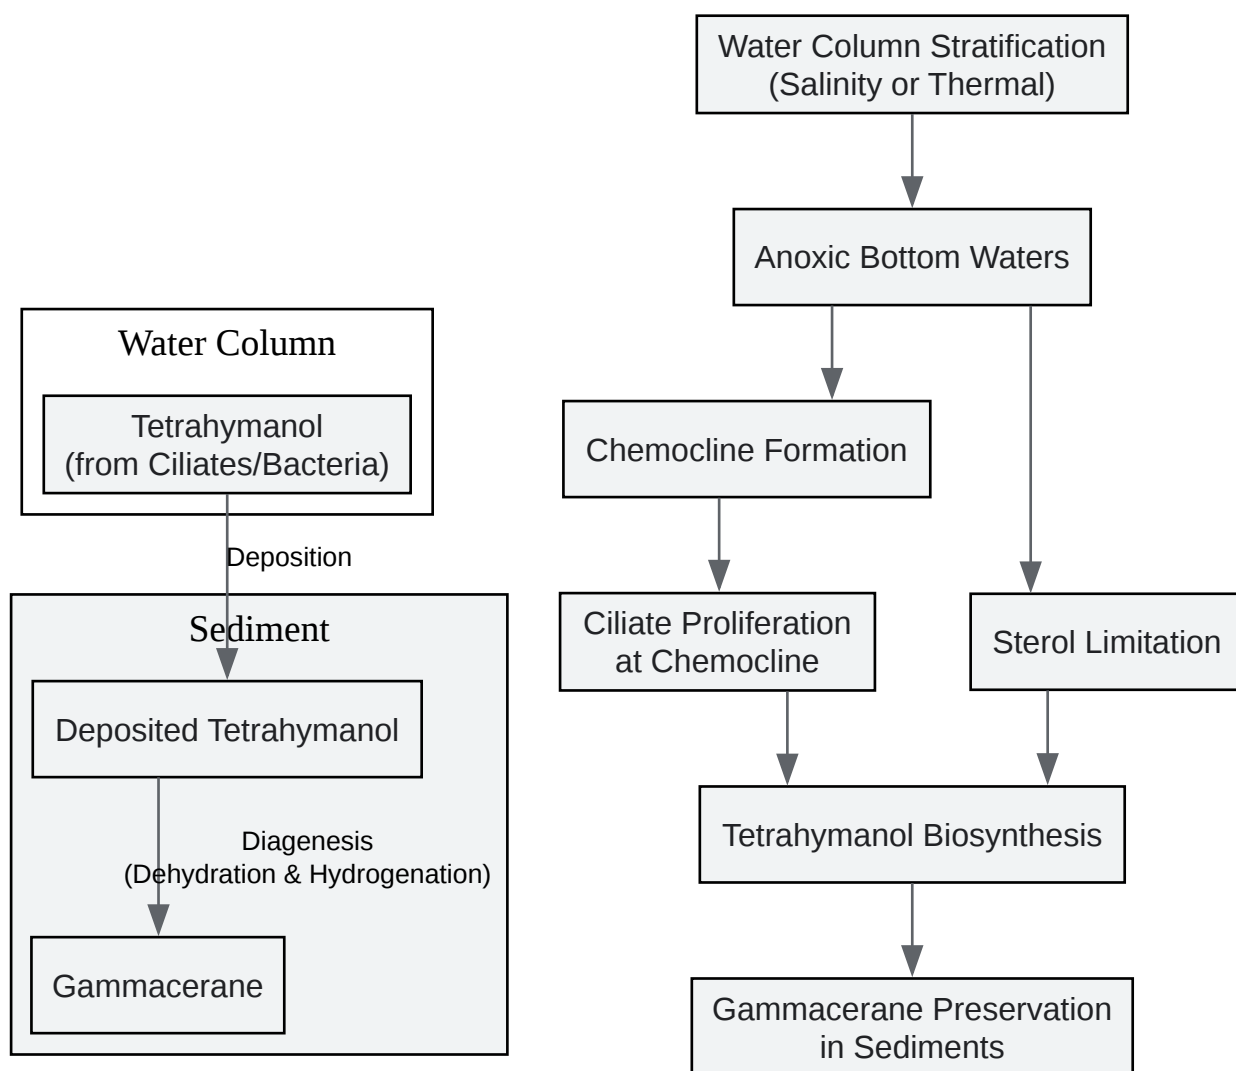 Water Column
Tetrahymanol
(from Ciliates/Bacteria)
Deposition
Sediment
Deposited Tetrahymanol
Diagenesis
(Dehydration & Hydrogenation)
Gammacerane
Water Column Stratification
(Salinity or Thermal)
Anoxic Bottom Waters
Chemocline Formation
Ciliate Proliferation
at Chemocline
Sterol Limitation
Tetrahymanol Biosynthesis
Gammacerane Preservation
in Sediments